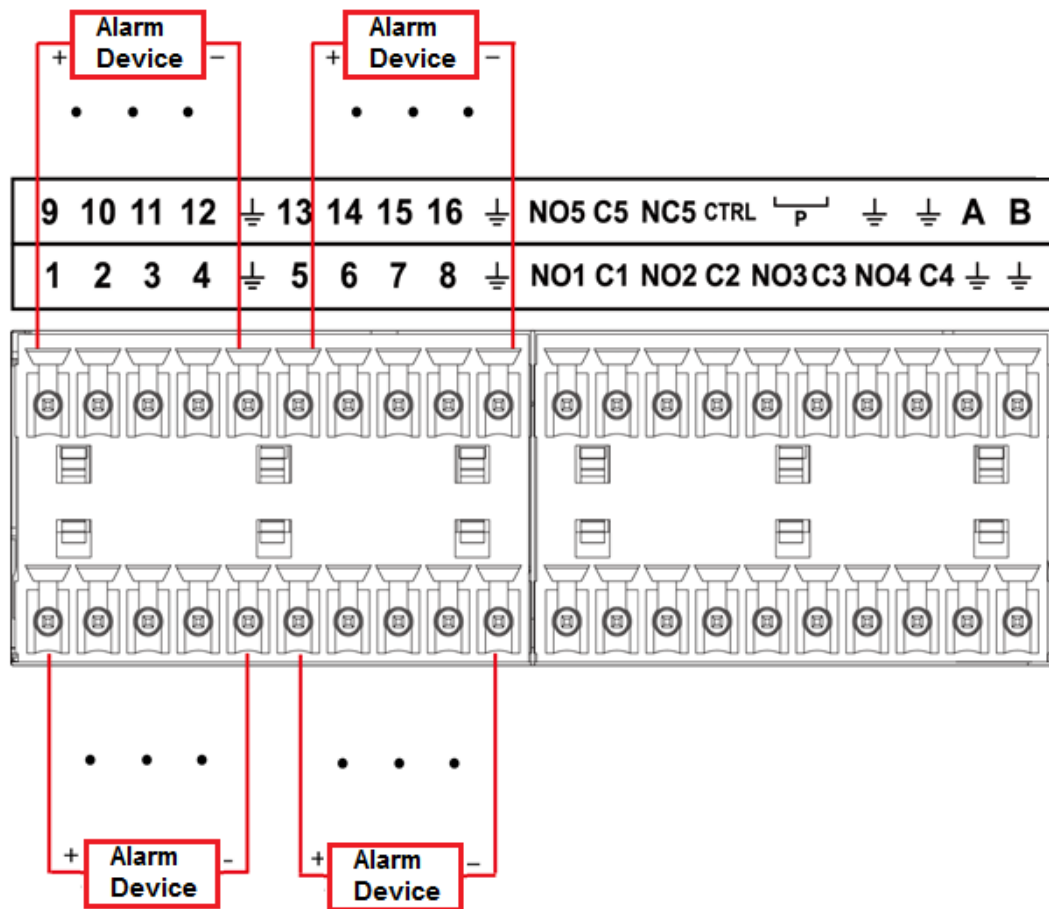 Alarm
Device
+ −
Alarm
Device
+ −
9 10 11 12 ⏚ 13 14 15 16 ⏚ NO5 C5 NC5 CTRL P ⏚ ⏚ A B
1 2 3 4 ⏚ 5 6 7 8 ⏚ NO1 C1 NO2 C2 NO3 C3 NO4 C4 ⏚ ⏚
+ -
Alarm
Device
+ −
Alarm
Device